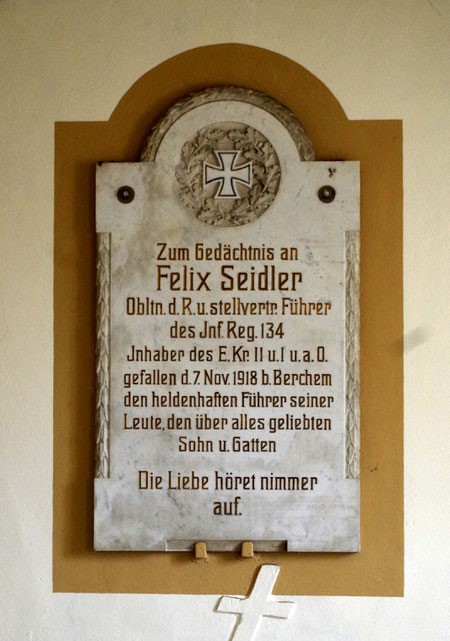 Zum Gedächtnis an
Felix Seidler
Obltn. d. R. u. stellvertr. Führer
des Jnf. Reg. 134
Jnhaber des E. Kr. II u. I u. a. O.
gefallen d. 7. Nov. 1918 b. Berchem
den heldenhaften Führer seiner
Leute, den über alles geliebten
Sohn u. Gatten
Die Liebe höret nimmer
auf.